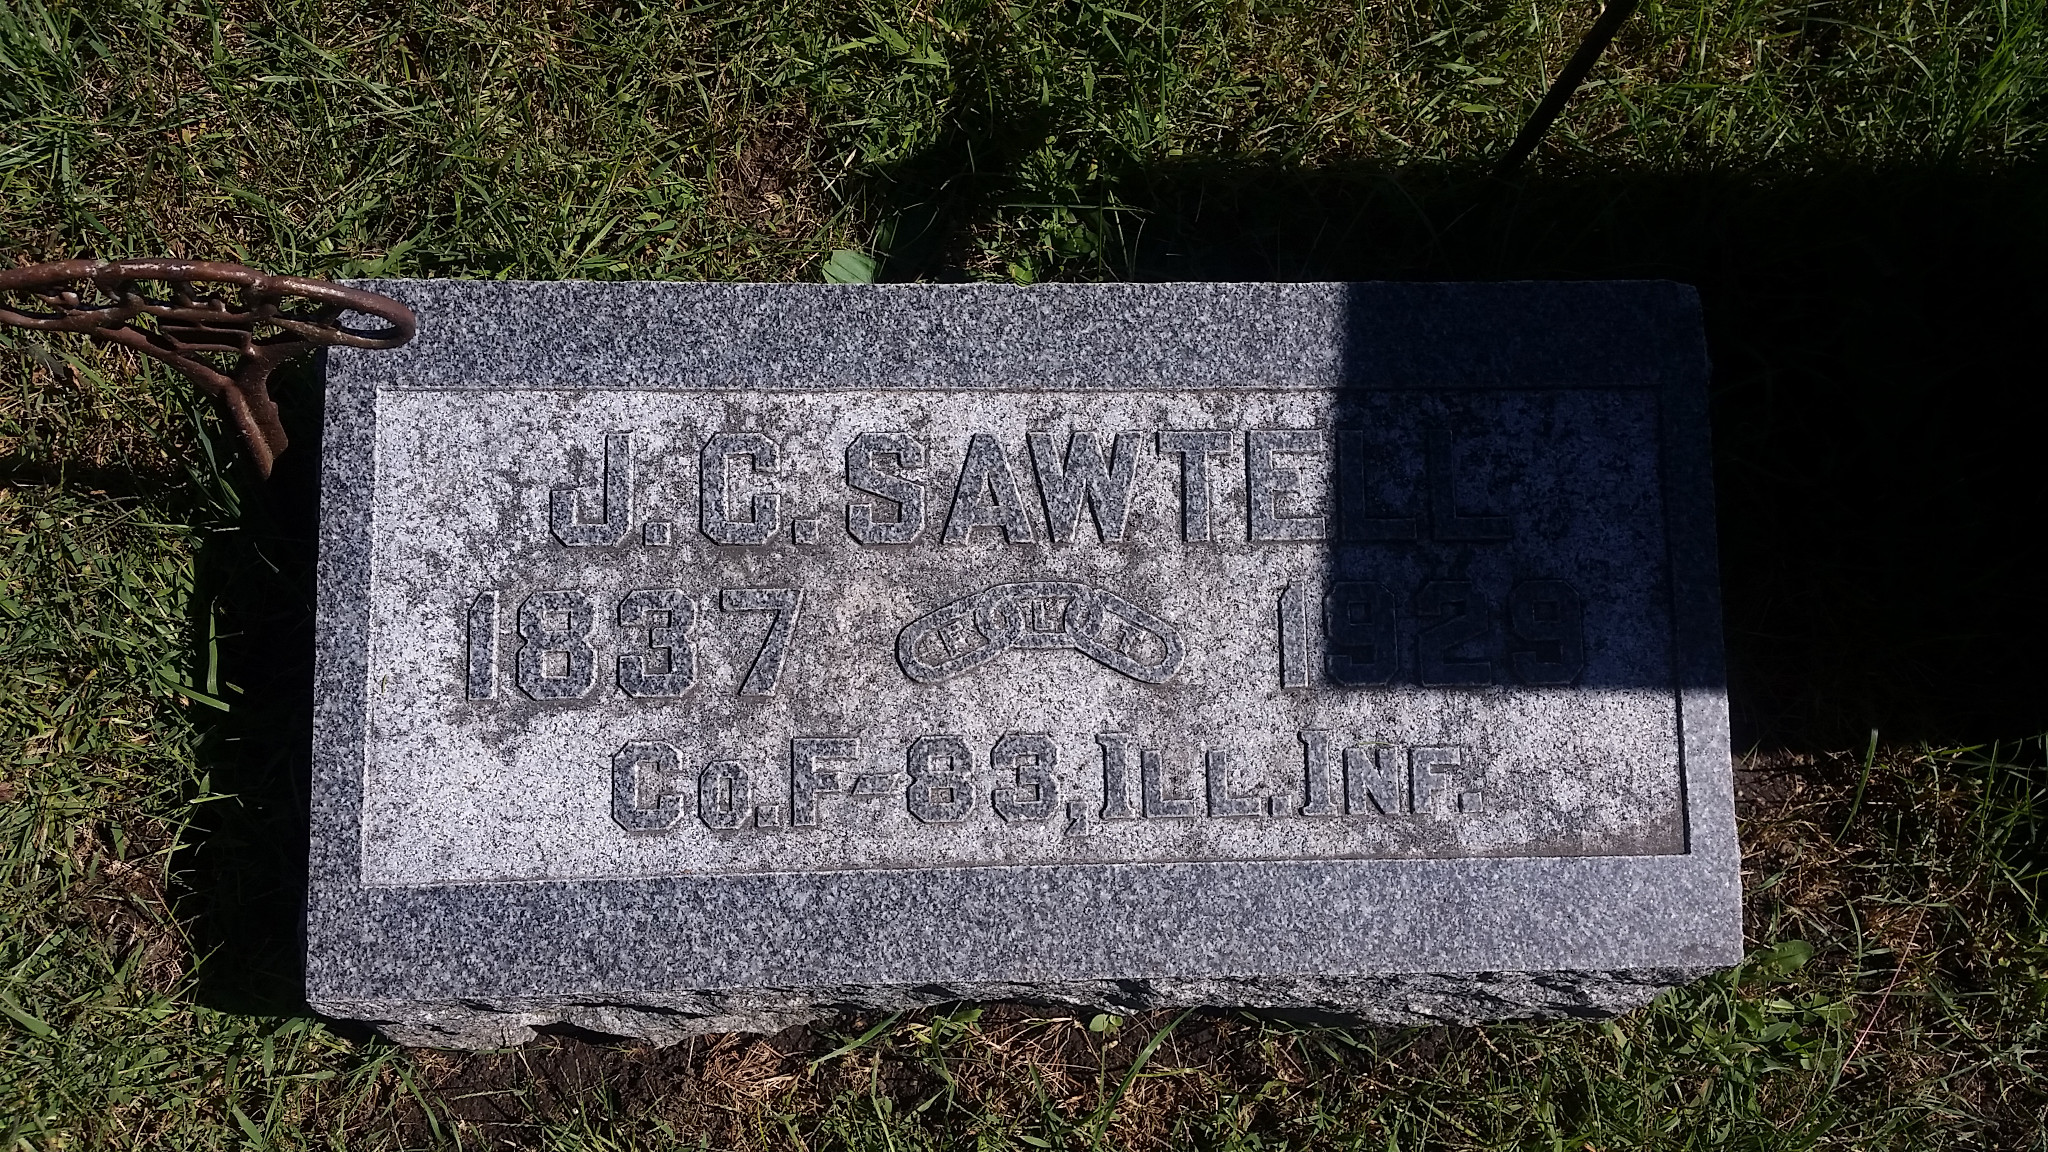 J. C. SAWTELL
1837 F L T 1929
Co. F-83, ILL. INF.